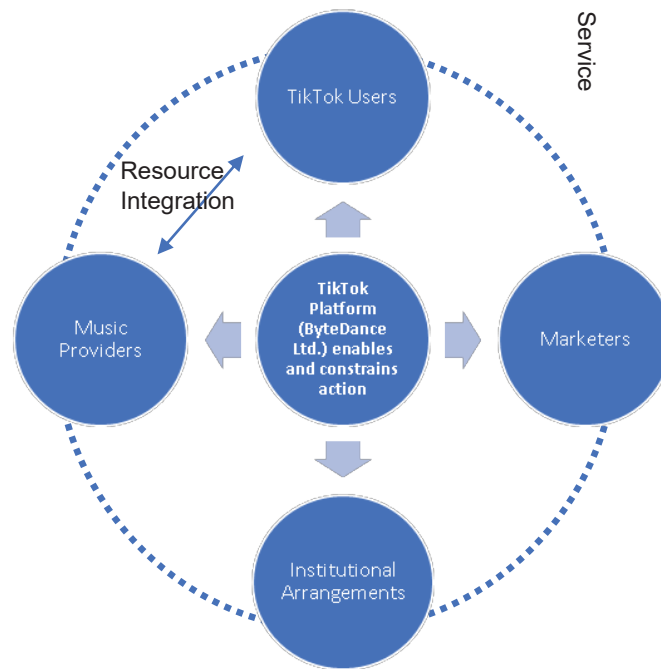 Service
TikTok Users
Resource
Integration
Music
Providers
TikTok
Platform
(ByteDance
Ltd.) enables
and constrains
action
Marketers
Institutional
Arrangements